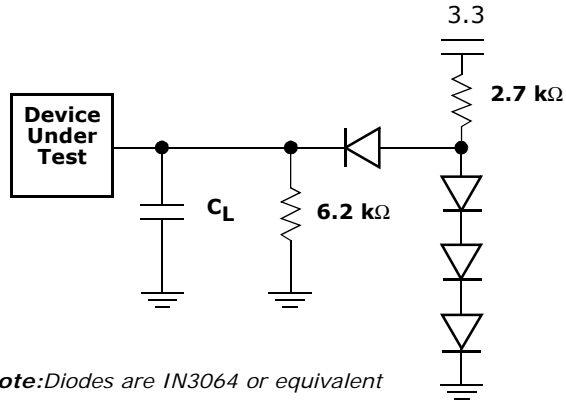 3.3
2.7 kΩ
Device
Under
Test
CL
6.2 kΩ
ote:Diodes are IN3064 or equivalent